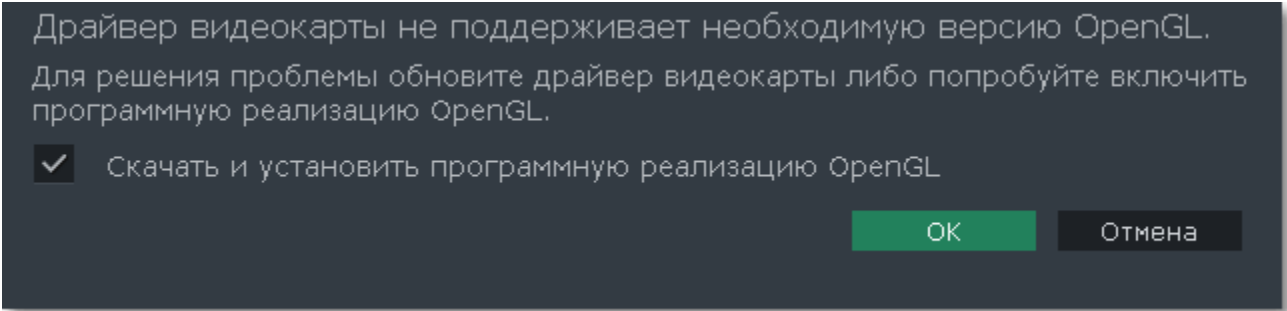 Драйвер видеокарты не поддерживает необходимую версию OpenGL.
Для решения проблемы обновите драйвер видеокарты либо попробуйте включить
программную реализацию OpenGL.
Скачать и установить программную реализацию OpenGL
OK Отмена